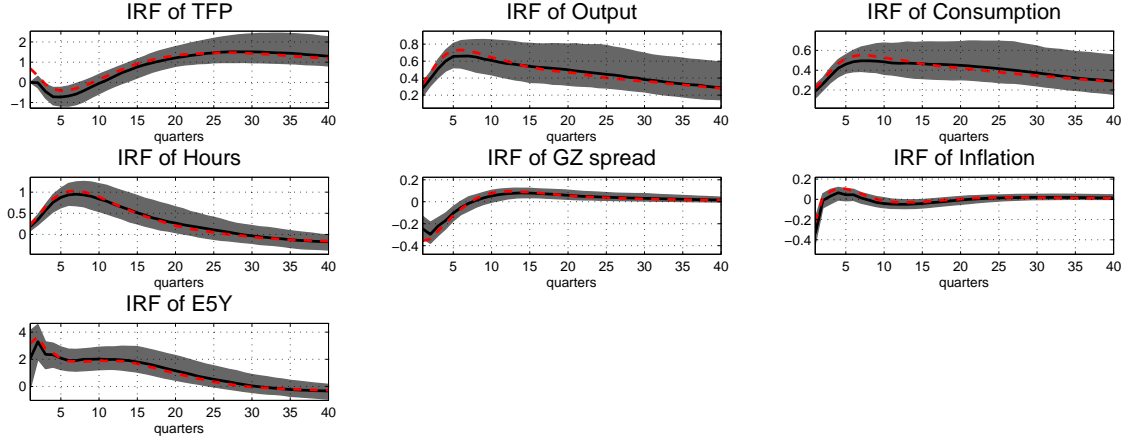 IRF of TFP
2
1
0
−1
5 10 15 20 25 30 35 40
quarters
IRF of Output
0.8
0.6
0.4
0.2
5 10 15 20 25 30 35 40
quarters
IRF of Consumption
0.6
0.4
0.2
5 10 15 20 25 30 35 40
quarters
IRF of Hours
1
0.5
0
5 10 15 20 25 30 35 40
quarters
IRF of GZ spread
0.2
0
−0.2
−0.4
5 10 15 20 25 30 35 40
quarters
IRF of Inflation
0.2
0
−0.2
−0.4
5 10 15 20 25 30 35 40
quarters
IRF of E5Y
4
2
0
5 10 15 20 25 30 35 40
quarters